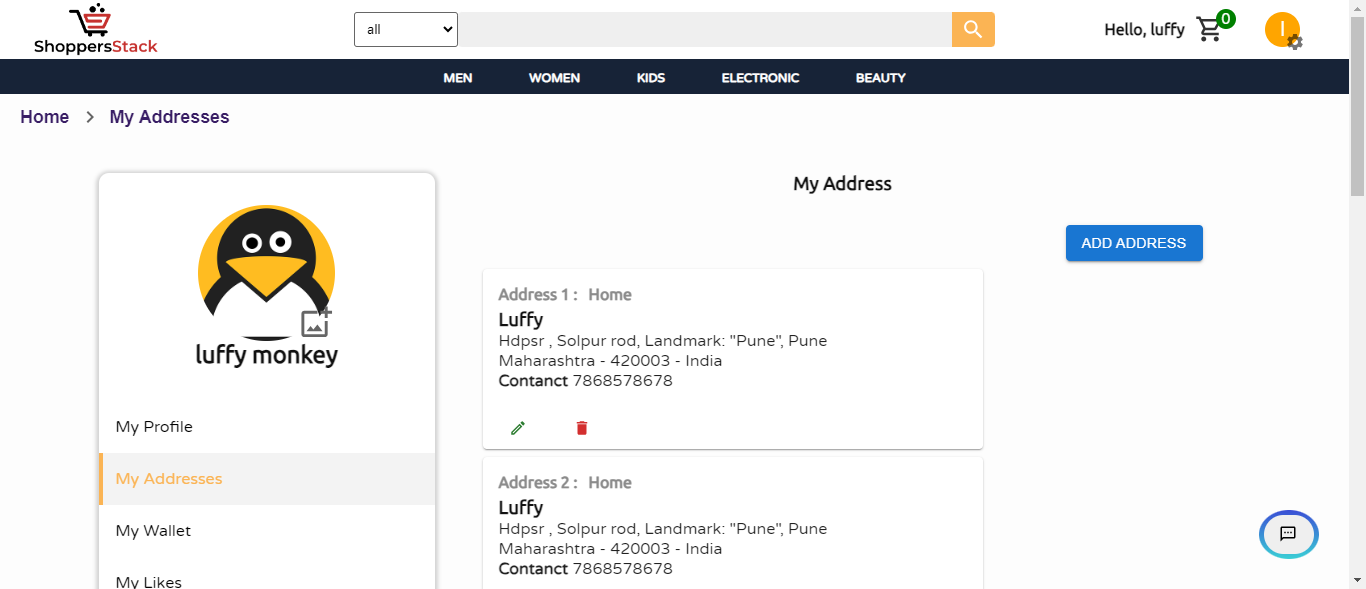 ShoppersStack
all
Hello, luffy
0
l
MEN WOMEN KIDS ELECTRONIC BEAUTY
Home My Addresses
luffy monkey
My Profile
My Addresses
My Wallet
My Likes
My Address
ADD ADDRESS
Address 1 : Home
Luffy
Hdpsr , Solpur rod, Landmark: "Pune", Pune
Maharashtra - 420003 - India
Contanct 7868578678
Address 2 : Home
Luffy
Hdpsr , Solpur rod, Landmark: "Pune", Pune
Maharashtra - 420003 - India
Contanct 7868578678